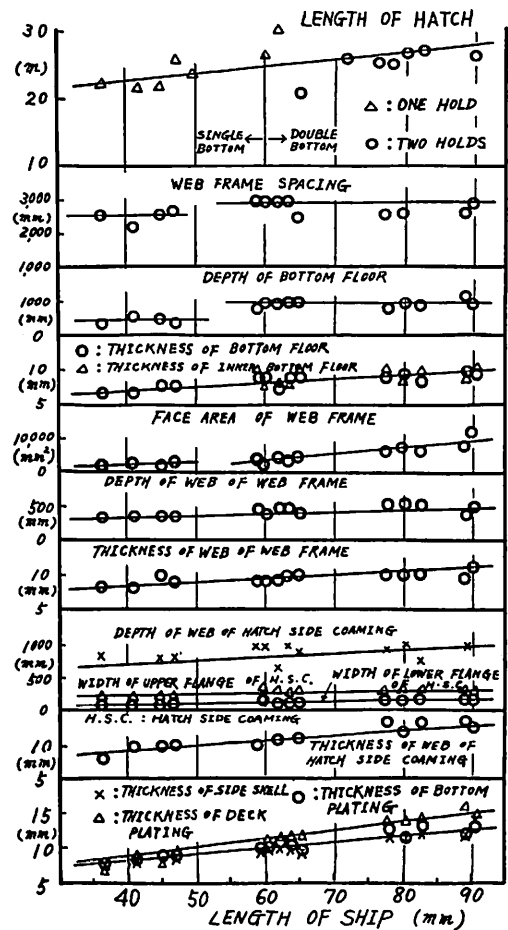 LENGTH OF HATCH
30
(m)
20
10
△ : ONE HOLD
SINGLE BOTTOM ← → DOUBLE BOTTOM
○ : TWO HOLDS
WEB FRAME SPACING
3,000
(mm)
2,000
1,000
DEPTH OF BOTTOM FLOOR
1000
(mm)
0
○ : THICKNESS OF BOTTOM FLOOR
△ : THICKNESS OF INNER BOTTOM FLOOR
10
(mm)
5
FACE AREA OF WEB FRAME
10000
(mm²)
0
DEPTH OF WEB OF WEB FRAME
500
(mm)
0
THICKNESS OF WEB OF WEB FRAME
10
(mm)
5
DEPTH OF WEB OF HATCH SIDE COAMING
1000
(mm)
500
0
WIDTH OF UPPER FLANGE OF H.S.C.
WIDTH OF LOWER FLANGE OF H.S.C.
H.S.C. : HATCH SIDE COAMING
10
5
THICKNESS OF WEB OF
HATCH SIDE COAMING
× : THICKNESS OF SIDE SHELL
○ : THICKNESS OF BOTTOM PLATING
△ : THICKNESS OF DECK PLATING
15
(mm)
10
5
40 50 60 70 80 90
LENGTH OF SHIP (mm)